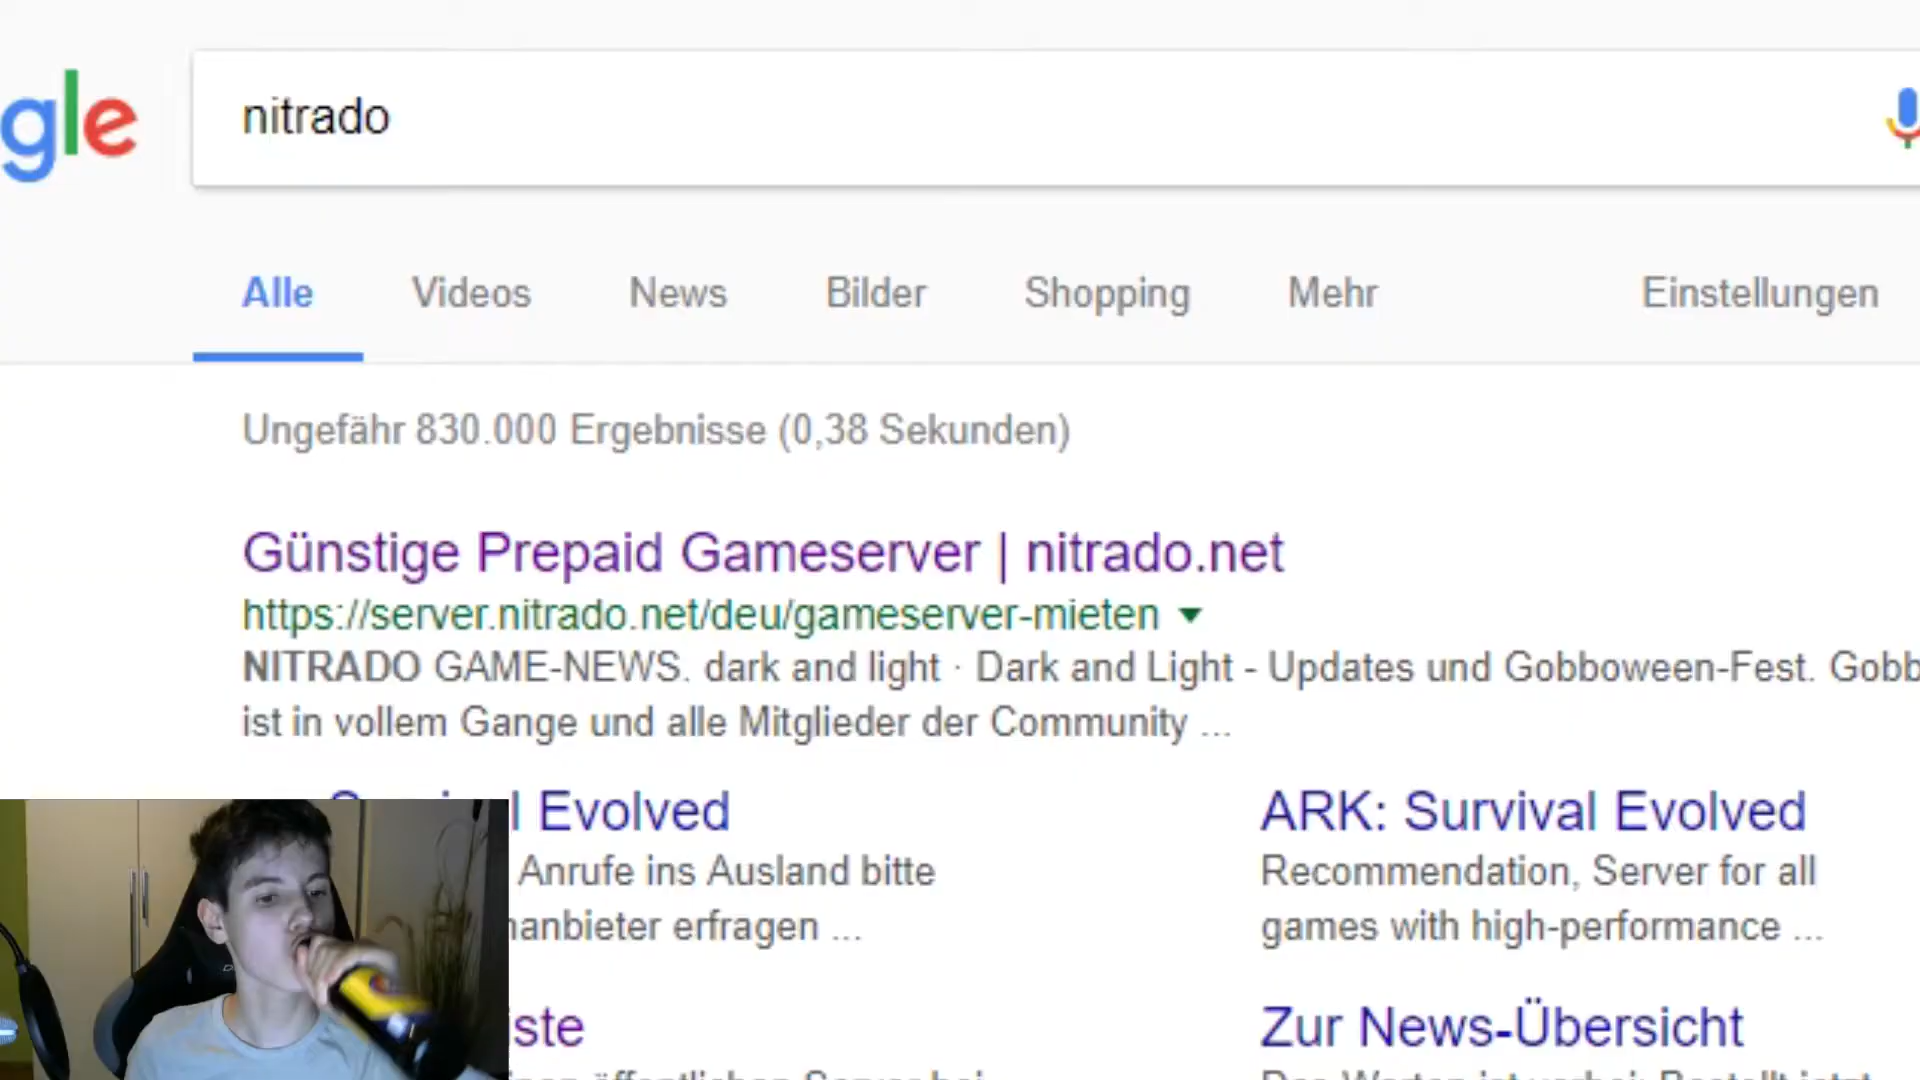 gle
nitrado
Alle Videos News Bilder Shopping Mehr Einstellungen
Ungefähr 830.000 Ergebnisse (0,38 Sekunden)
Günstige Prepaid Gameserver | nitrado.net
https://server.nitrado.net/deu/gameserver-mieten
NITRADO GAME-NEWS. dark and light · Dark and Light - Updates und Gobboween-Fest. Gobb
ist in vollem Gange und alle Mitglieder der Community ...
Evolved ARK: Survival Evolved
Anrufe ins Ausland bitte Recommendation, Server for all
nanbieter erfragen ... games with high-performance ...
iste Zur News-Übersicht